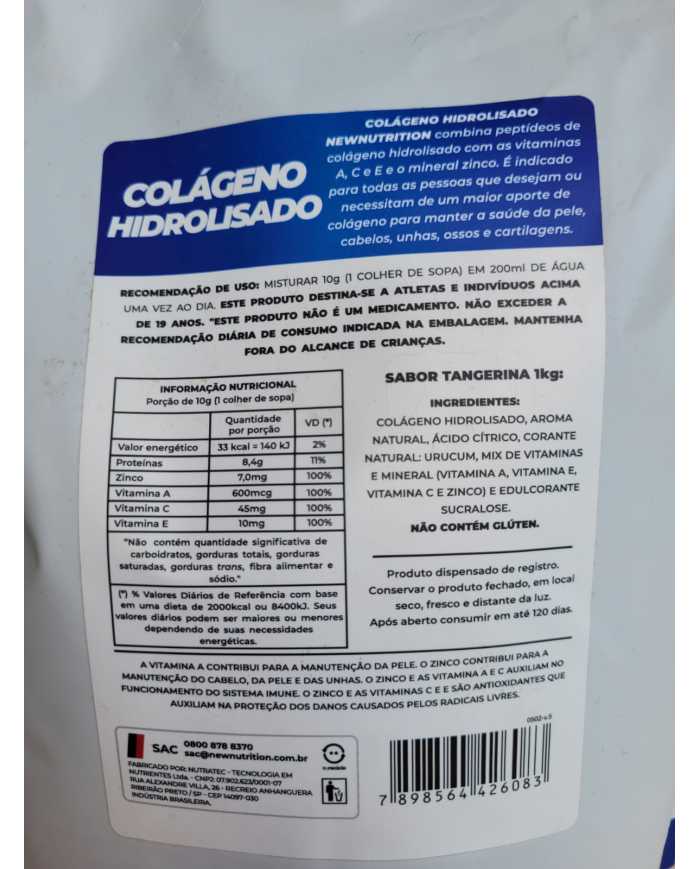 COLÁGENO
HIDROLISADO
COLÁGENO HIDROLISADO
NEWNUTRITION combina peptídeos de
colágeno hidrolisado com as vitaminas
A, C e E e o mineral zinco. É indicado
para todas as pessoas que desejam ou
necessitam de um maior aporte de
colágeno para manter a saúde da pele,
cabelos, unhas, ossos e cartilagens.
RECOMENDAÇÃO DE USO: MISTURAR 10g (1 COLHER DE SOPA) EM 200ml DE ÁGUA
UMA VEZ AO DIA. ESTE PRODUTO DESTINA-SE A ATLETAS E INDIVÍDUOS ACIMA
DE 19 ANOS. "ESTE PRODUTO NÃO É UM MEDICAMENTO. NÃO EXCEDER A
RECOMENDAÇÃO DIÁRIA DE CONSUMO INDICADA NA EMBALAGEM. MANTENHA
FORA DO ALCANCE DE CRIANÇAS.
INFORMAÇÃO NUTRICIONAL
Porção de 10g (1 colher de sopa)
Quantidade por porção VD (*)
Valor energético 33 kcal = 140 kJ 2%
Proteínas 8,4g 11%
Zinco 7,0mg 100%
Vitamina A 600mcg 100%
Vitamina C 45mg 100%
Vitamina E 10mg 100%
"Não contém quantidade significativa de
carboidratos, gorduras totais, gorduras
saturadas, gorduras trans, fibra alimentar e
sódio."
(*) % Valores Diários de Referência com base
em uma dieta de 2000kcal ou 8400kJ. Seus
valores diários podem ser maiores ou menores
dependendo de suas necessidades
energéticas.
SABOR TANGERINA 1kg:
INGREDIENTES:
COLÁGENO HIDROLISADO, AROMA
NATURAL, ÁCIDO CÍTRICO, CORANTE
NATURAL: URUCUM, MIX DE VITAMINAS
E MINERAL (VITAMINA A, VITAMINA E,
VITAMINA C E ZINCO) E EDULCORANTE
SUCRALOSE.
NÃO CONTÉM GLÚTEN.
Produto dispensado de registro.
Conservar o produto fechado, em local
seco, fresco e distante da luz.
Após aberto consumir em até 120 dias.
A VITAMINA A CONTRIBUI PARA A MANUTENÇÃO DA PELE. O ZINCO CONTRIBUI PARA A
MANUTENÇÃO DO CABELO, DA PELE E DAS UNHAS. O ZINCO E AS VITAMINAS A E C AUXILIAM NO
FUNCIONAMENTO DO SISTEMA IMUNE. O ZINCO E AS VITAMINAS C E E SÃO ANTIOXIDANTES QUE
AUXILIAM NA PROTEÇÃO DOS DANOS CAUSADOS PELOS RADICAIS LIVRES.
SAC 0800 878 8370
sac@newnutrition.com.br
FABRICADO POR: NUTRATEC - TECNOLOGIA EM
NUTRIENTES Ltda. - CNPJ: 07.902.623/0001-07
RUA ALEXANDRE VILLA, 26 - RECREIO ANHANGUERA
RIBEIRÃO PRETO / SP - CEP 14097-030
INDÚSTRIA BRASILEIRA.
0502-4.5
7 898564 426083